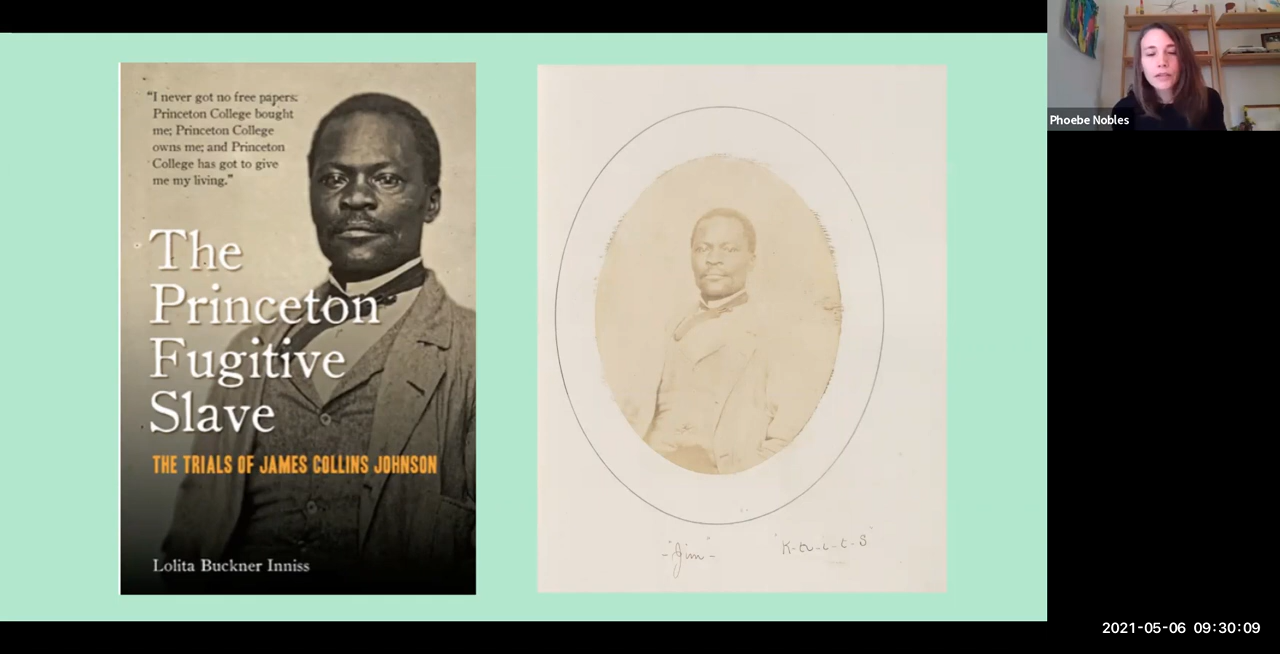 “I never got no free papers;
Princeton College bought
me; Princeton College
owns me; and Princeton
College has got to give
me my living.”
The
Princeton
Fugitive
Slave
THE TRIALS OF JAMES COLLINS JOHNSON
Lolita Buckner Inniss
-"Jim"-
Phoebe Nobles
2021-05-06 09:30:09